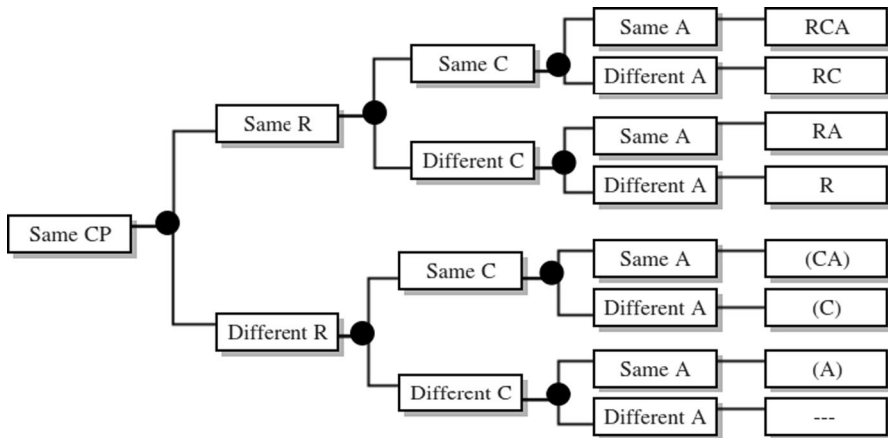 Same A
RCA
Same C
Different A
RC
Same R
Same A
RA
Different C
Different A
R
Same CP
Same A
(CA)
Same C
Different A
(C)
Different R
Same A
(A)
Different C
Different A
---